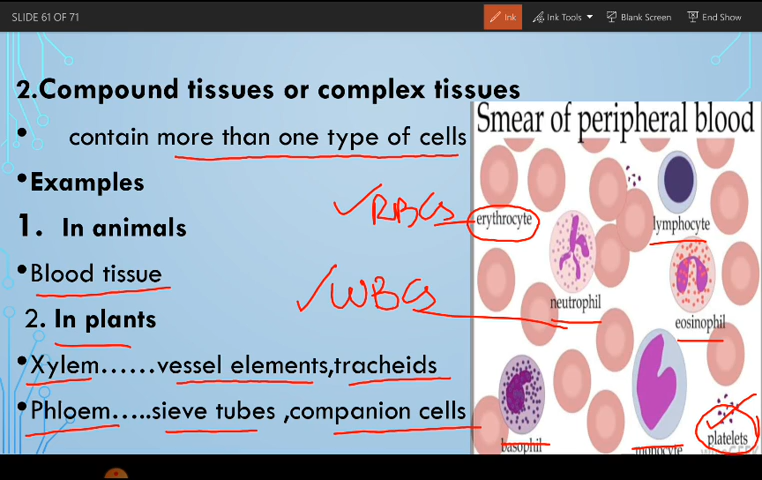 SLIDE 61 OF 71
Ink
Ink Tools
Blank Screen
End Show
2.Compound tissues or complex tissues
• contain more than one type of cells
•Examples
1. In animals
•Blood tissue
2. In plants
•Xylem……vessel elements,tracheids
•Phloem…..sieve tubes ,companion cells
Smear of peripheral blood
RBCs
erythrocyte
lymphocyte
WBCs
neutrophil
eosinophil
basophil
monocyte
platelets